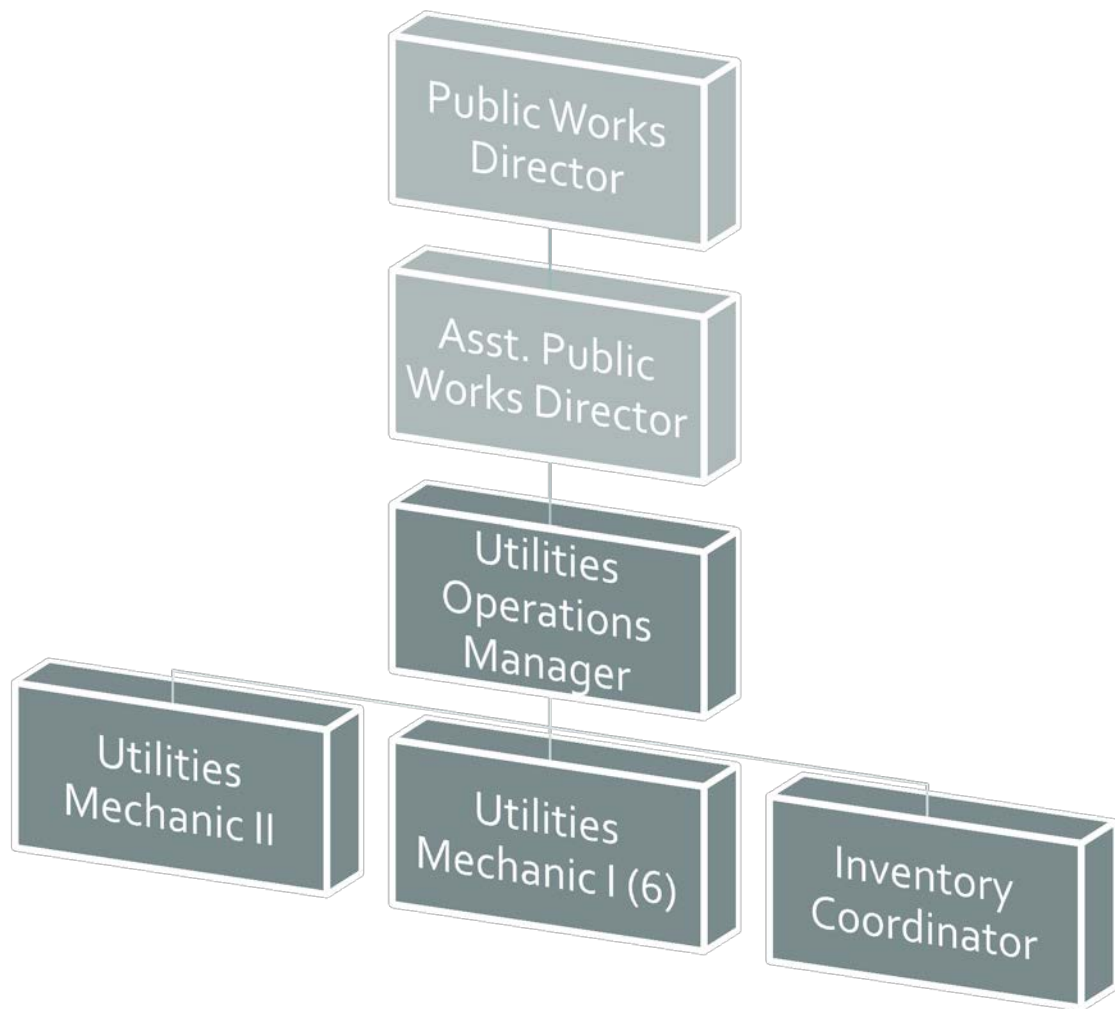 Public Works
Director
Asst. Public
Works Director
Utilities
Operations
Manager
Utilities
Mechanic II
Utilities
Mechanic I (6)
Inventory
Coordinator